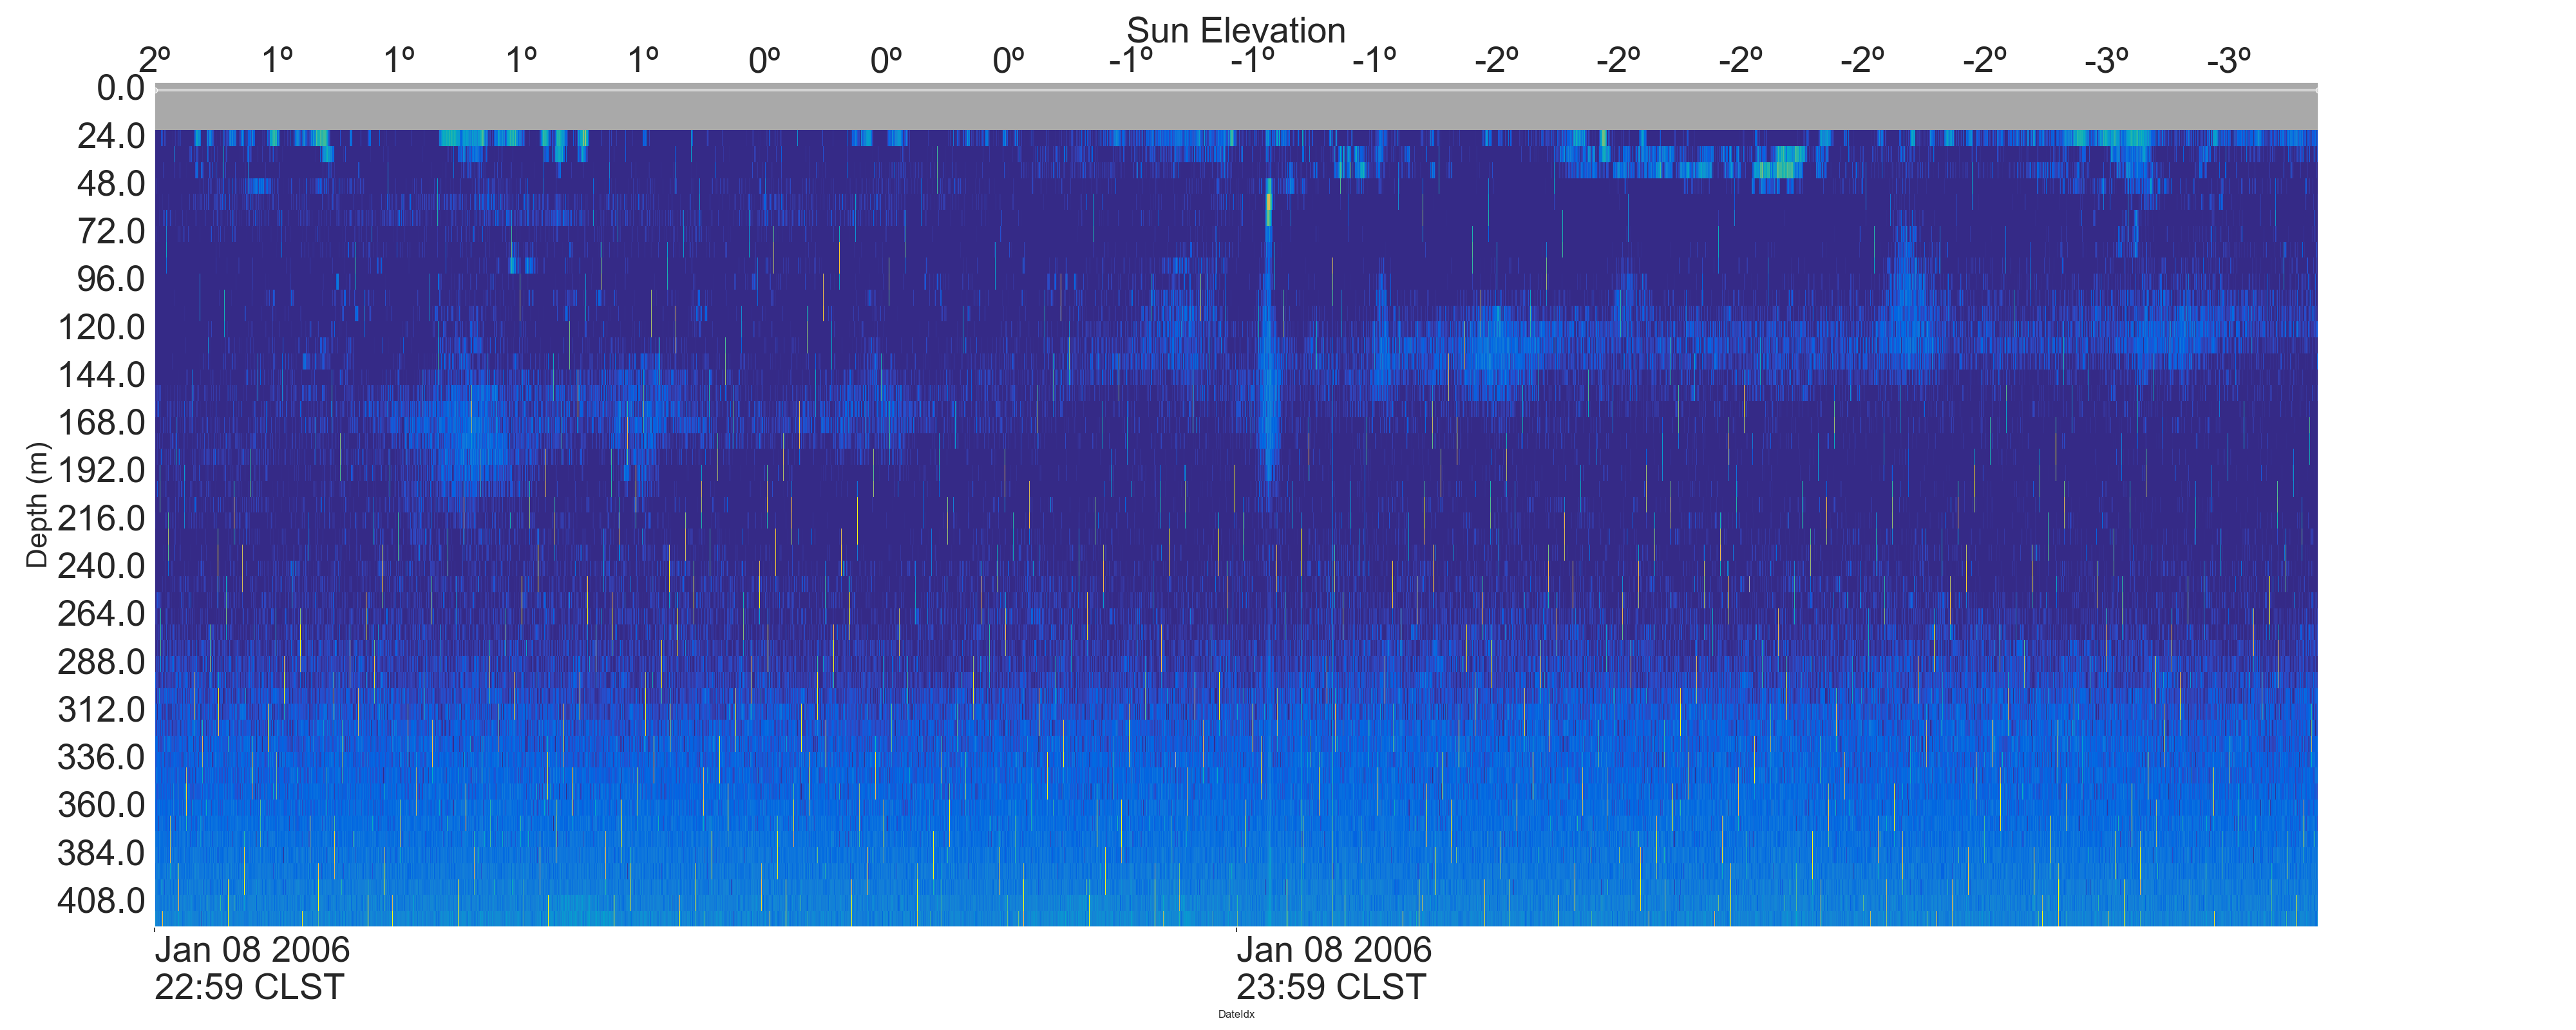 Sun Elevation
2º 1º 1º 1º 1º 0º 0º 0º -1º -1º -1º -2º -2º -2º -2º -2º -3º -3º
0.0
24.0
48.0
72.0
96.0
120.0
144.0
168.0
192.0
216.0
240.0
264.0
288.0
312.0
336.0
360.0
384.0
408.0
Depth (m)
Jan 08 2006
22:59 CLST
Jan 08 2006
23:59 CLST
DateIdx